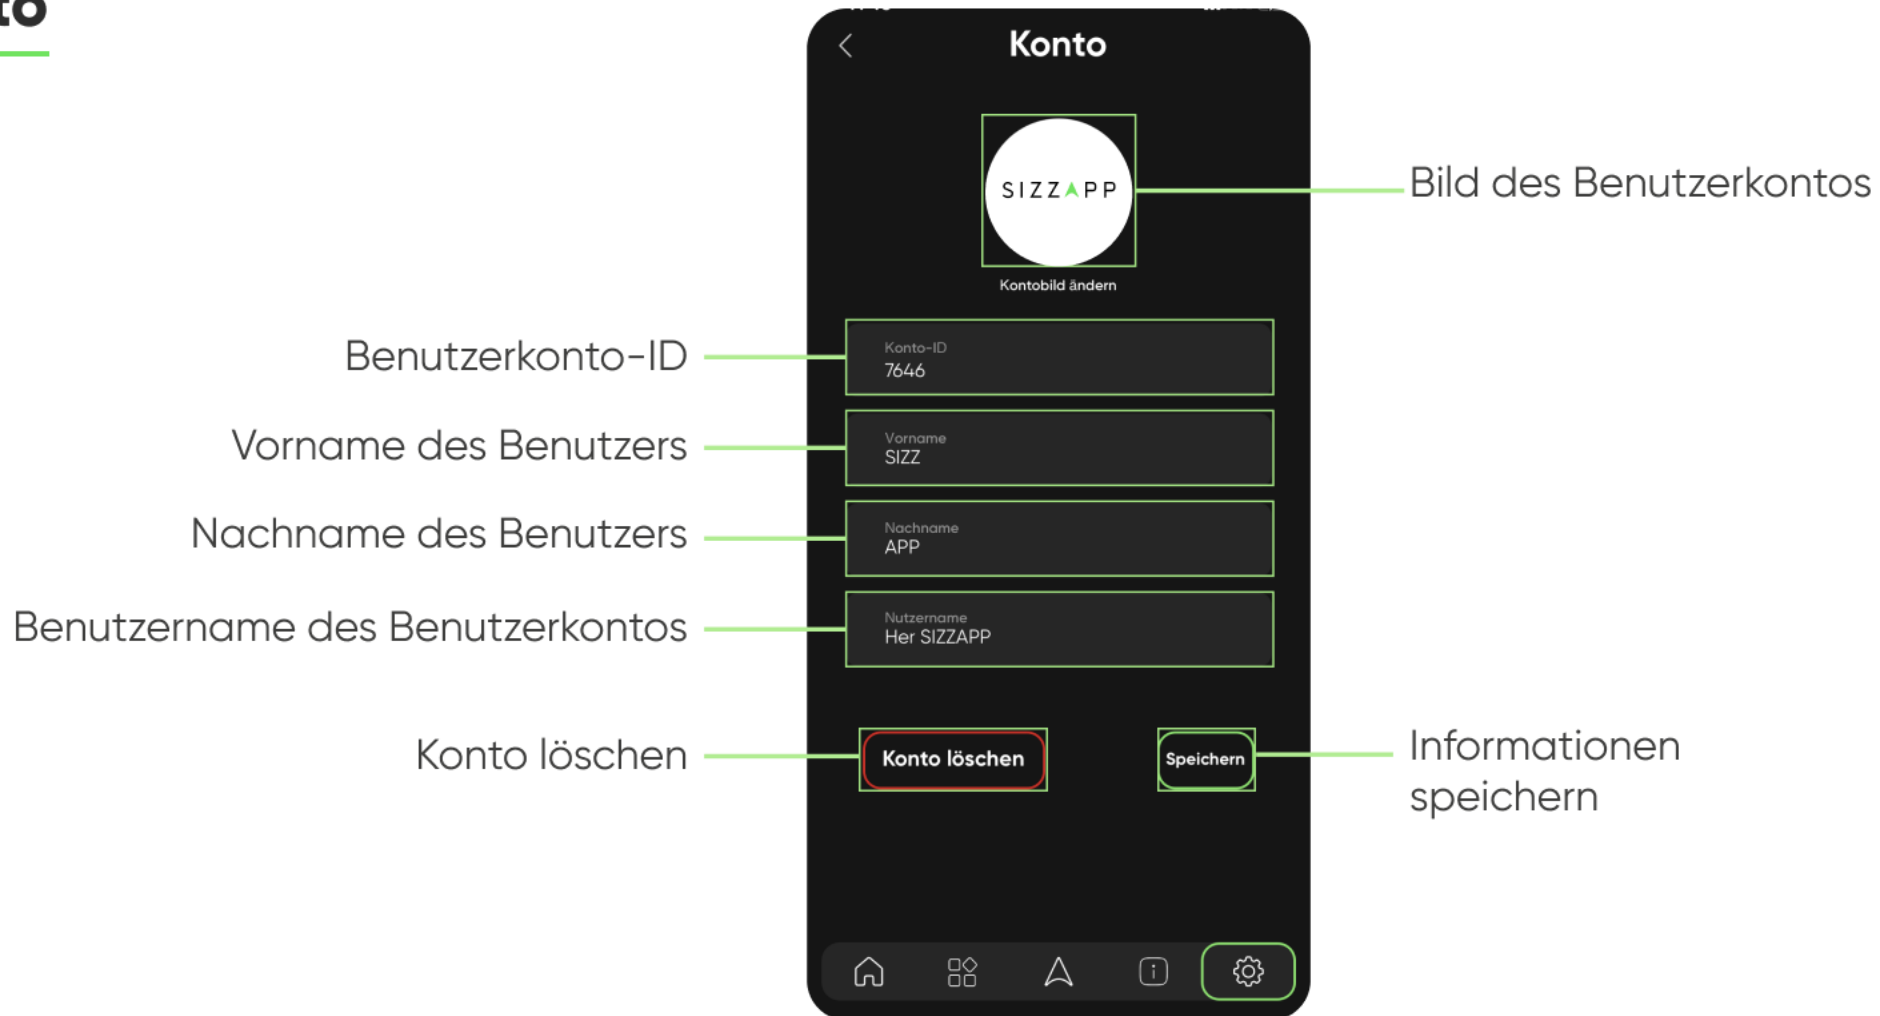 Konto
SIZZAPP
Bild des Benutzerkontos
Kontobild ändern
Benutzerkonto-ID
Konto-ID
7646
Vorname des Benutzers
Vorname
SIZZ
Nachname des Benutzers
Nachname
APP
Benutzername des Benutzerkontos
Nutzername
Her SIZZAPP
Konto löschen
Konto löschen
Speichern
Informationen
speichern